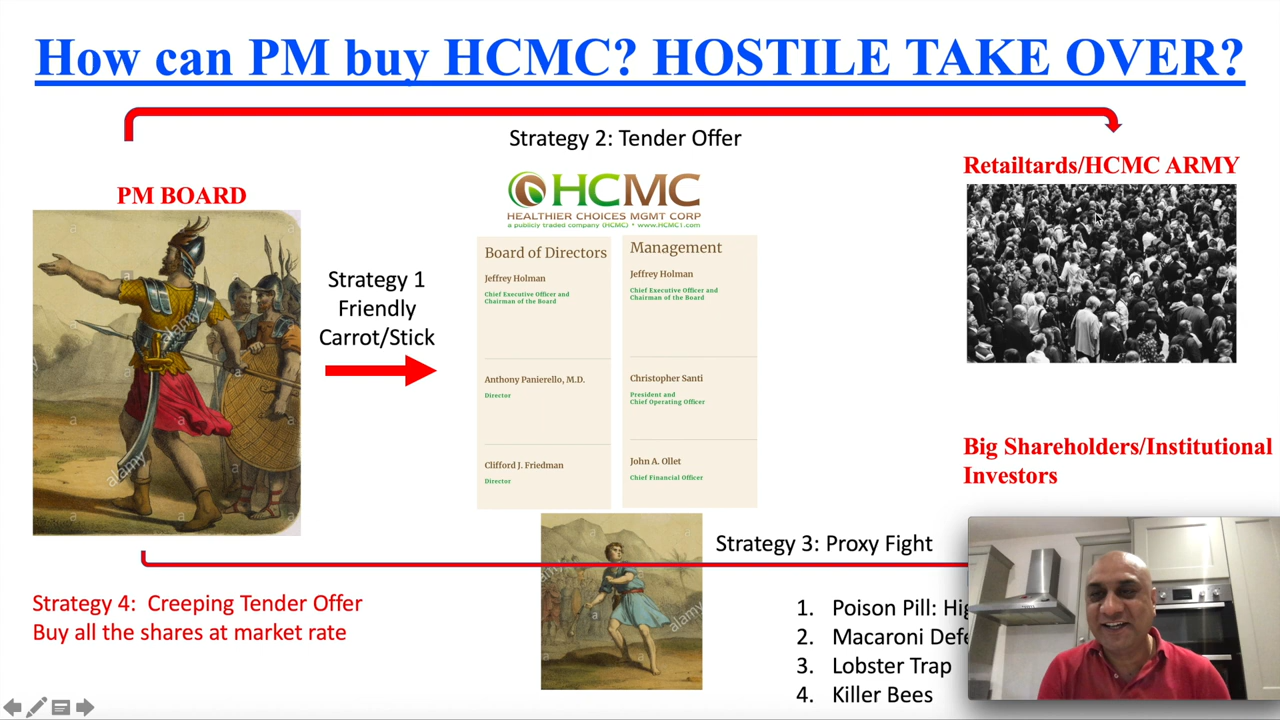 How can PM buy HCMC? HOSTILE TAKE OVER?
Strategy 2: Tender Offer
PM BOARD
Retailtards/HCMC ARMY
HCMC
HEALTHIER CHOICES MGMT CORP
a publicly traded company (HCMC) • www.HCMC1.com
Strategy 1
Friendly
Carrot/Stick
Board of Directors
Jeffrey Holman
Chief Executive Officer and
Chairman of the Board
Anthony Panierello, M.D.
Director
Clifford J. Friedman
Director
Management
Jeffrey Holman
Chief Executive Officer and
Chairman of the Board
Christopher Santi
President and
Chief Operating Officer
John A. Ollet
Chief Financial Officer
Big Shareholders/Institutional
Investors
Strategy 3: Proxy Fight
Strategy 4: Creeping Tender Offer
Buy all the shares at market rate
1. Poison Pill:
2. Macaroni
3. Lobster Trap
4. Killer Bees
alamy
alamy
alamy
alamy